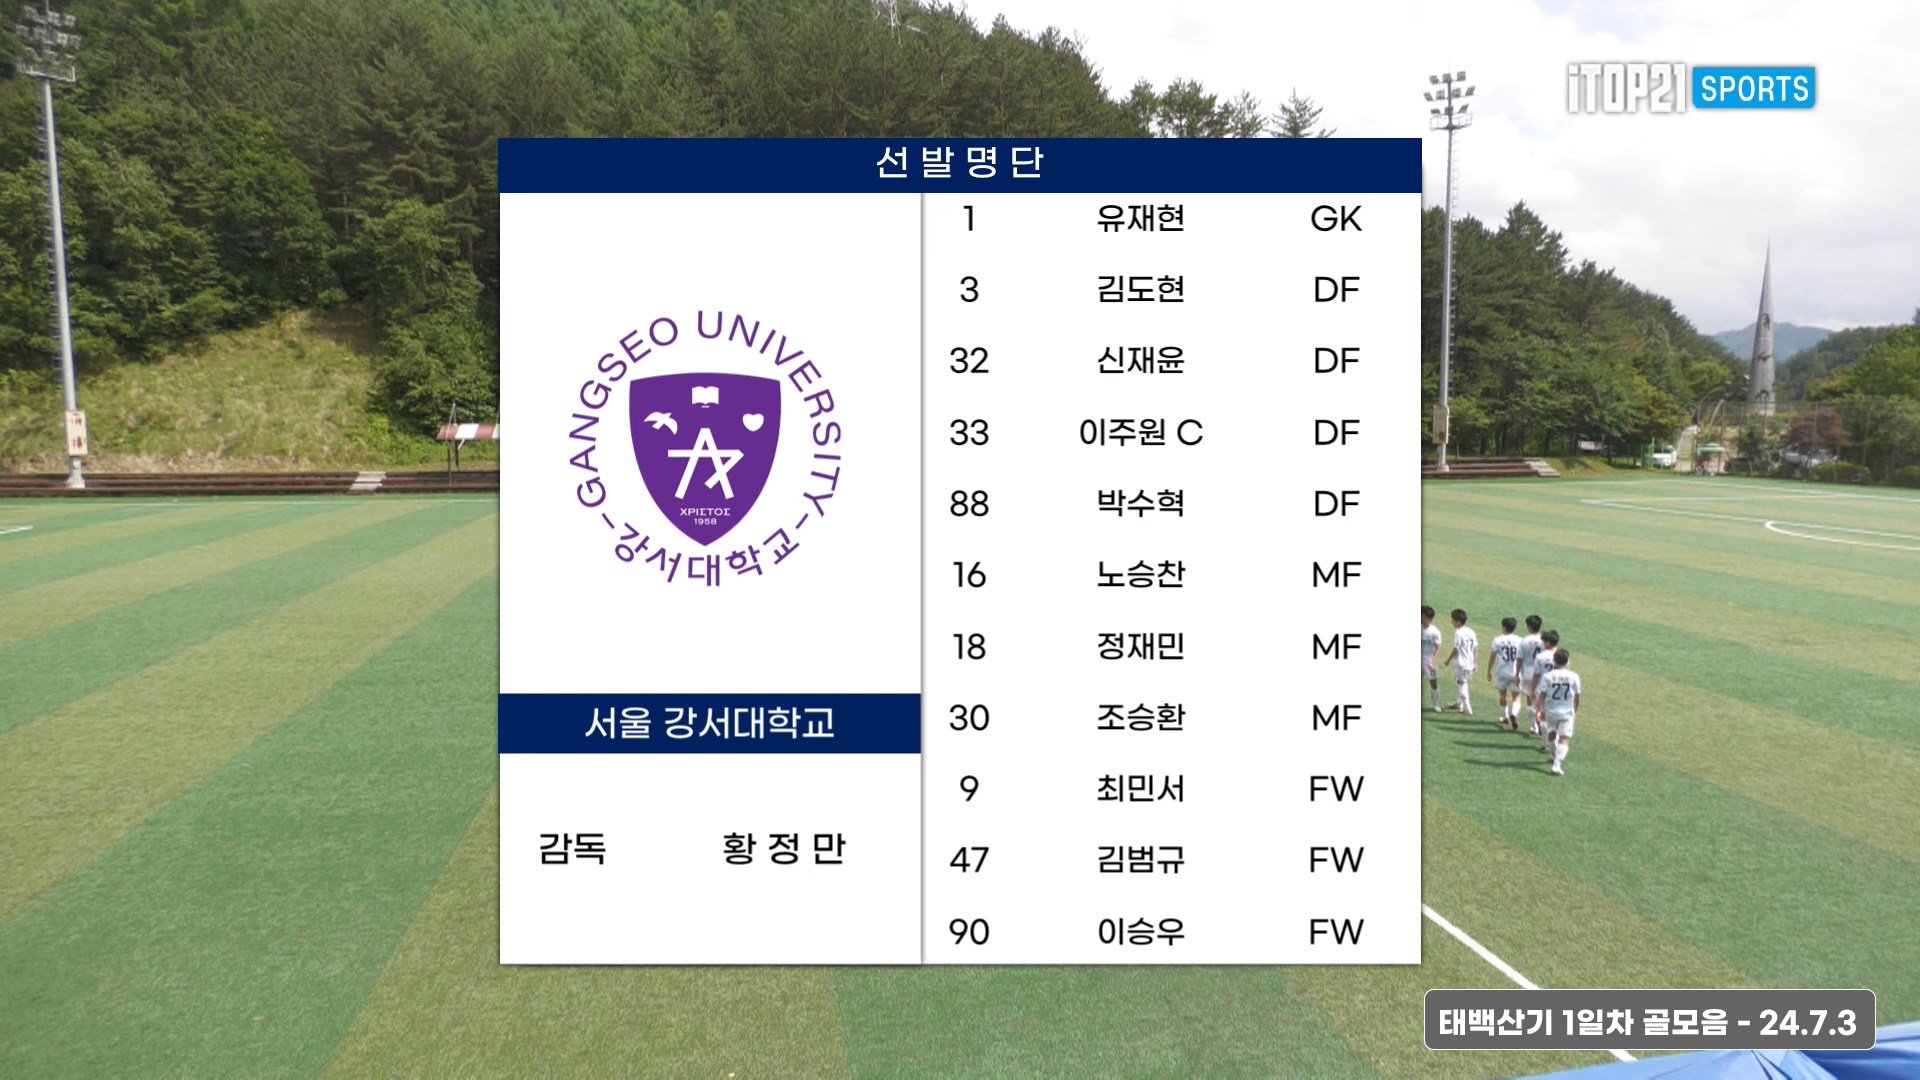 iTOP21 SPORTS
선발명단
1 유재현 GK
3 김도현 DF
32 신재윤 DF
33 이주원 C DF
88 박수혁 DF
16 노승찬 MF
18 정재민 MF
30 조승환 MF
9 최민서 FW
47 김범규 FW
90 이승우 FW
GANGSEO UNIVERSITY
ΧΡΙΣΤΟΣ
1958
강서대학교
서울 강서대학교
감독 황정만
38
27
태백산기 1일차 골모음 - 24.7.3